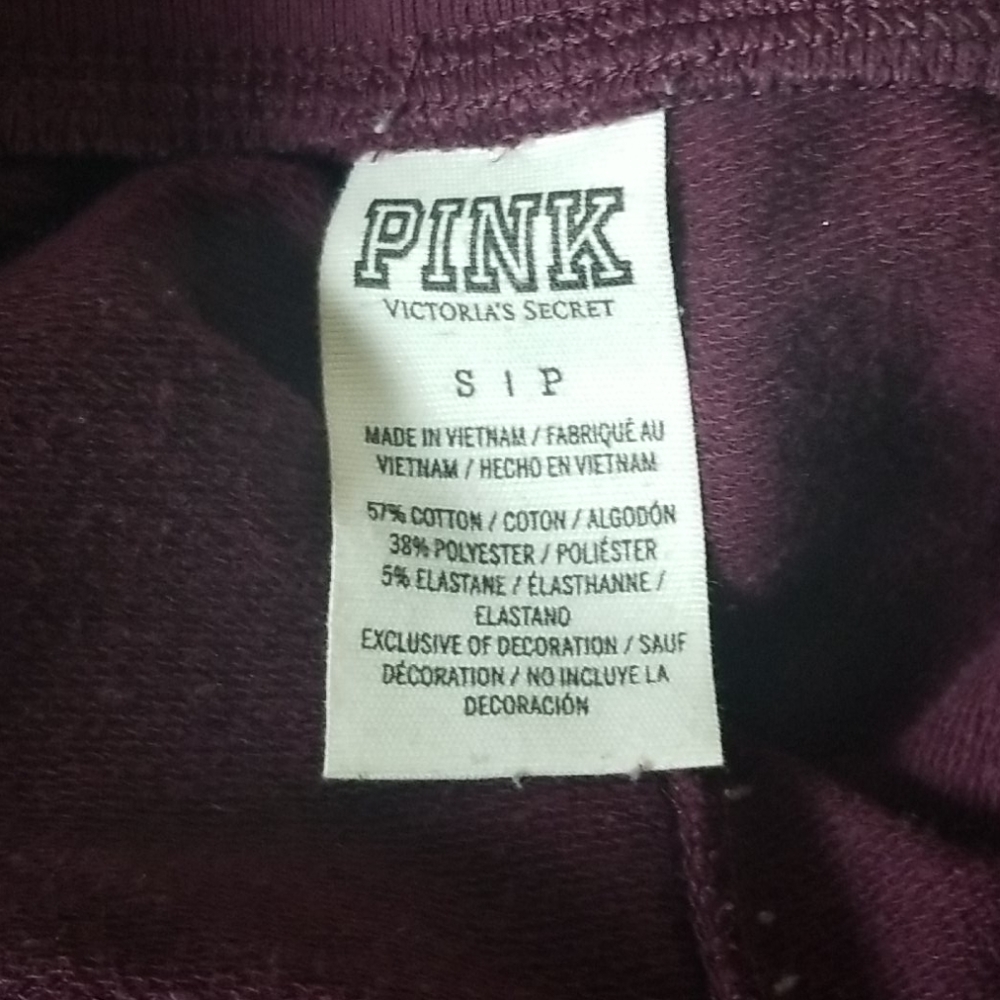 PINK
VICTORIA'S SECRET
S | P
MADE IN VIETNAM / FABRIQUÉ AU
VIETNAM / HECHO EN VIETNAM
57% COTTON / COTON / ALGODÓN
38% POLYESTER / POLIÉSTER
5% ELASTANE / ÉLASTHANNE /
ELASTANO
EXCLUSIVE OF DECORATION / SAUF
DÉCORATION / NO INCLUYE LA
DECORACIÓN